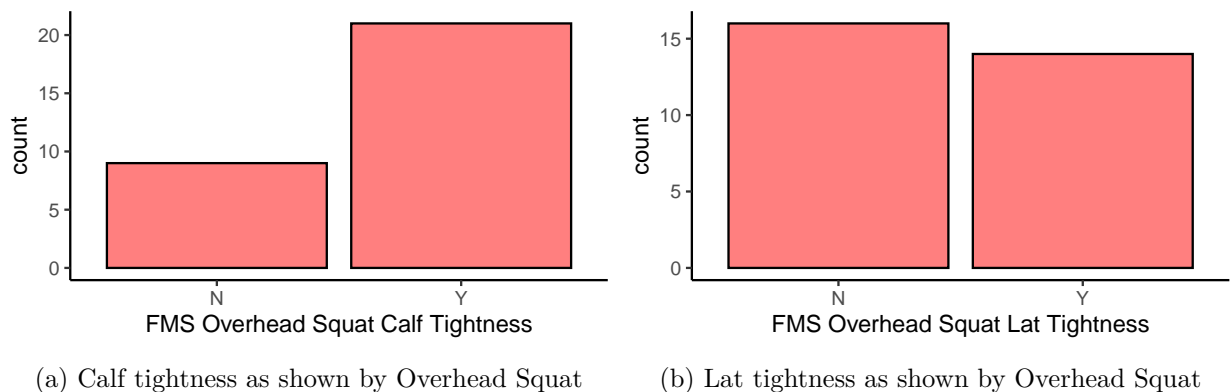 20
15
10
5
0
count
N
Y
FMS Overhead Squat Calf Tightness
(a) Calf tightness as shown by Overhead Squat
15
10
5
0
count
N
Y
FMS Overhead Squat Lat Tightness
(b) Lat tightness as shown by Overhead Squat